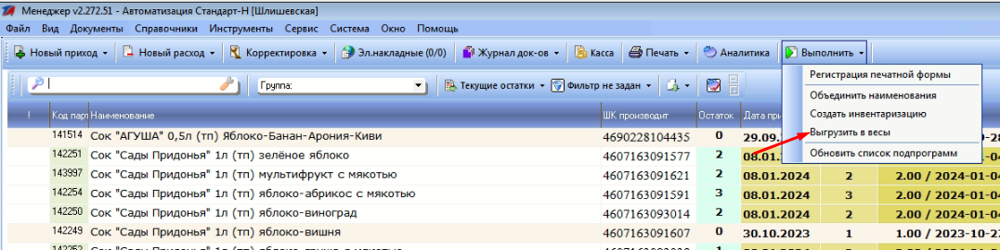 Менеджер v2.272.51 - Автоматизация Стандарт-Н [Шлишевская]
Файл Вид Документы Справочники Инструменты Сервис Система Окно Помощь
Новый приход Новый расход Корректировка Эл.накладные (0/0) Журнал док-ов Касса Печать Аналитика Выполнить
Регистрация печатной формы
Объединить наименования
Создать инвентаризацию
Выгрузить в весы
Обновить список подпрограмм
Группа: Текущие остатки Фильтр не задан
! Код парт Наименование ШК производит Остаток Дата при
141514 Сок "АГУША" 0,5л (тп) Яблоко-Банан-Арония-Киви 4690228104435 0 29.09.2 0-28
142251 Сок "Сады Придонья" 1л (тп) зелёное яблоко 4607163091577 2 08.01 1-04
143997 Сок "Сады Придонья" 1л (тп) мультифрукт с мякотью 4607163091621 2 08.01.2024 2 2.00 / 2024-01-04
142254 Сок "Сады Придонья" 1л (тп) яблоко-абрикос с мякотью 4607163091591 3 08.01.2024 3 2.00 / 2024-01-04
142250 Сок "Сады Придонья" 1л (тп) яблоко-виноград 4607163093014 2 08.01.2024 2 2.00 / 2024-01-04
142249 Сок "Сады Придонья" 1л (тп) яблоко-вишня 4607163091607 0 30.10.2023 1 1.00 / 2023-10-27